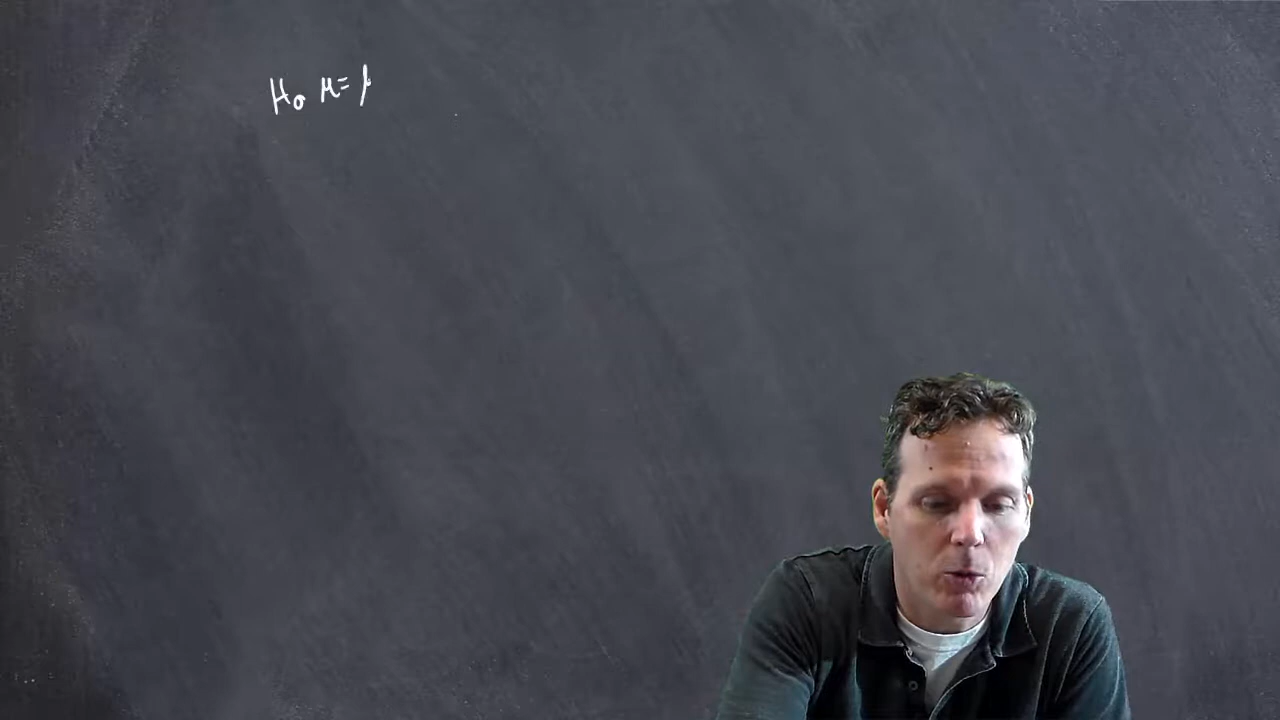 H₀ μ = μ